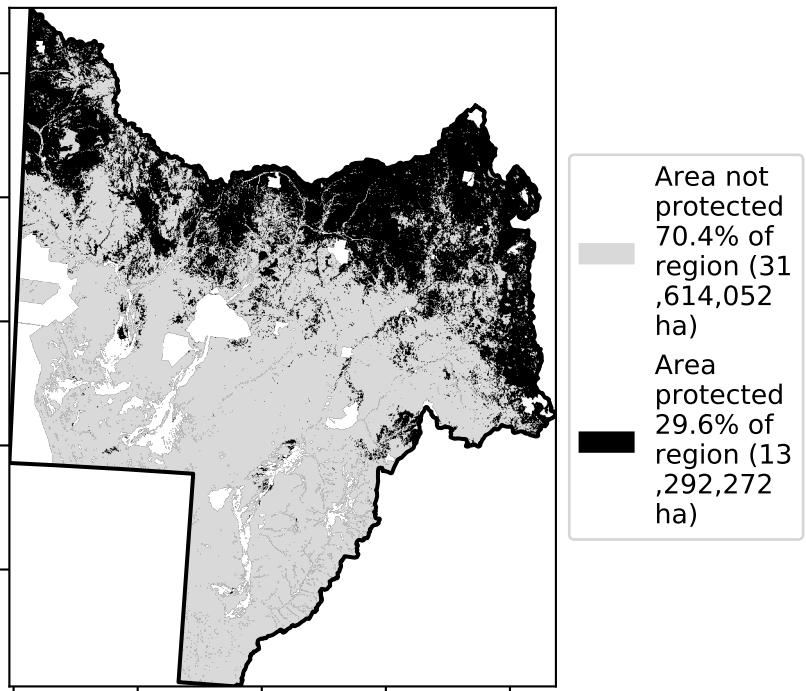 Area not
protected
70.4% of
region (31
,614,052
ha)
Area
protected
29.6% of
region (13
,292,272
ha)